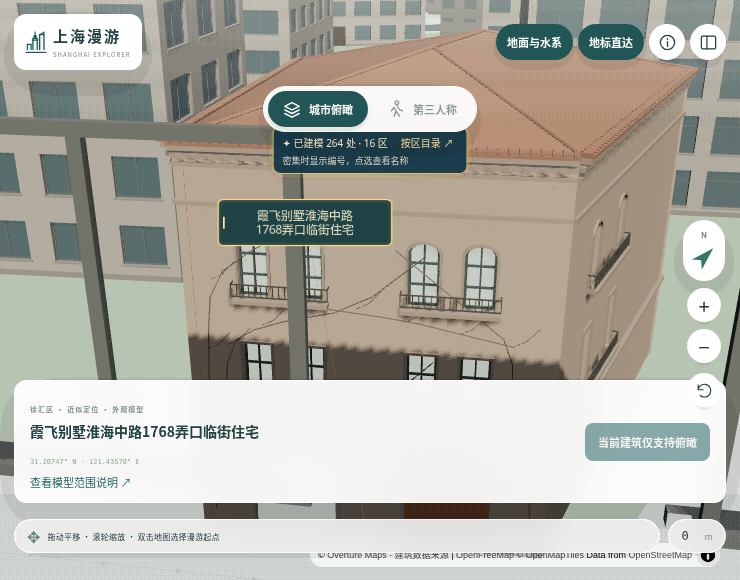 上海漫游
SHANGHAI EXPLORER
地面与水系
地标直达
城市俯瞰
第三人称
✦ 已建模 264 处 · 16 区 按区目录 ↗
密集时显示编号，点选查看名称
霞飞别墅淮海中路
1768弄口临街住宅
N
+
−
徐汇区 · 近似定位 · 外观模型
霞飞别墅淮海中路1768弄口临街住宅
31.20747° N · 121.43570° E
查看模型范围说明 ↗
当前建筑仅支持俯瞰
拖动平移 · 滚轮缩放 · 双击地图选择漫游起点
0 m
© Overture Maps · 建筑数据来源 | OpenFreeMap © OpenMapTiles Data from OpenStreetMap